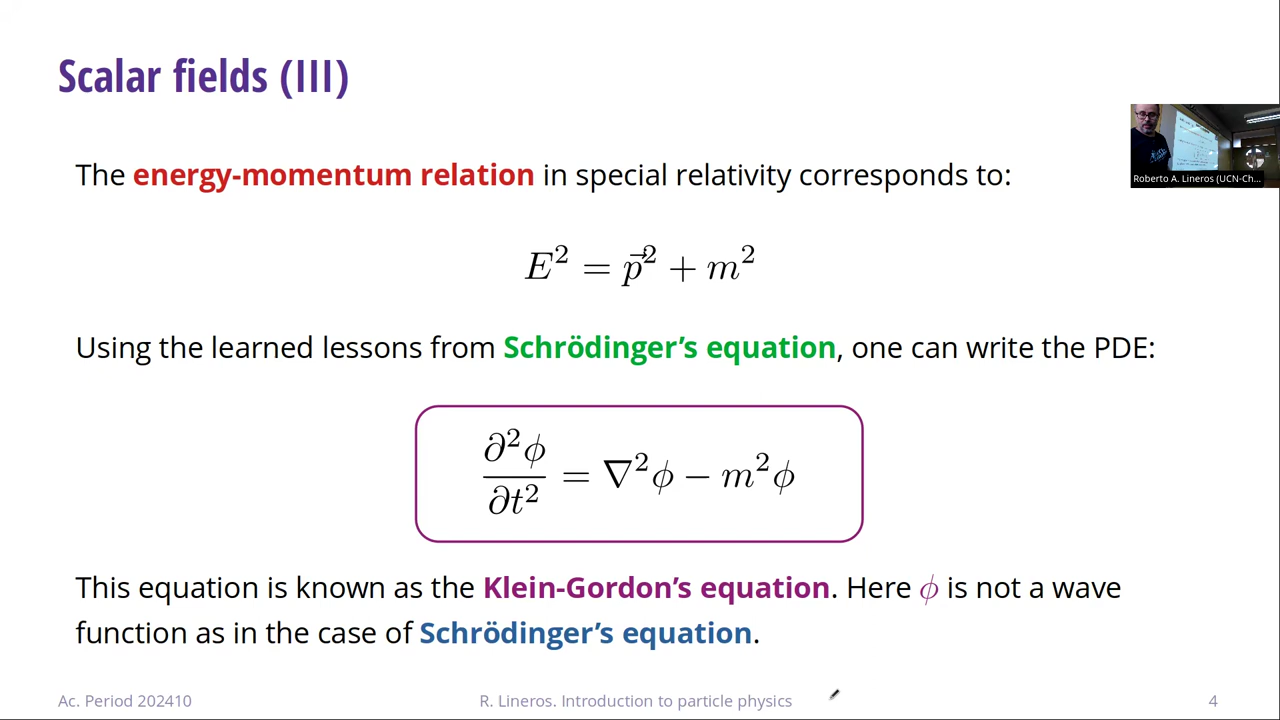 Scalar fields (III)
The energy-momentum relation in special relativity corresponds to:
Roberto A. Lineros (UCN-Ch...
E² = p⃗² + m²
Using the learned lessons from Schrödinger’s equation, one can write the PDE:
∂²ϕ/∂t² = ∇²ϕ − m²ϕ
This equation is known as the Klein-Gordon’s equation. Here ϕ is not a wave
function as in the case of Schrödinger’s equation.
Ac. Period 202410 R. Lineros. Introduction to particle physics 4